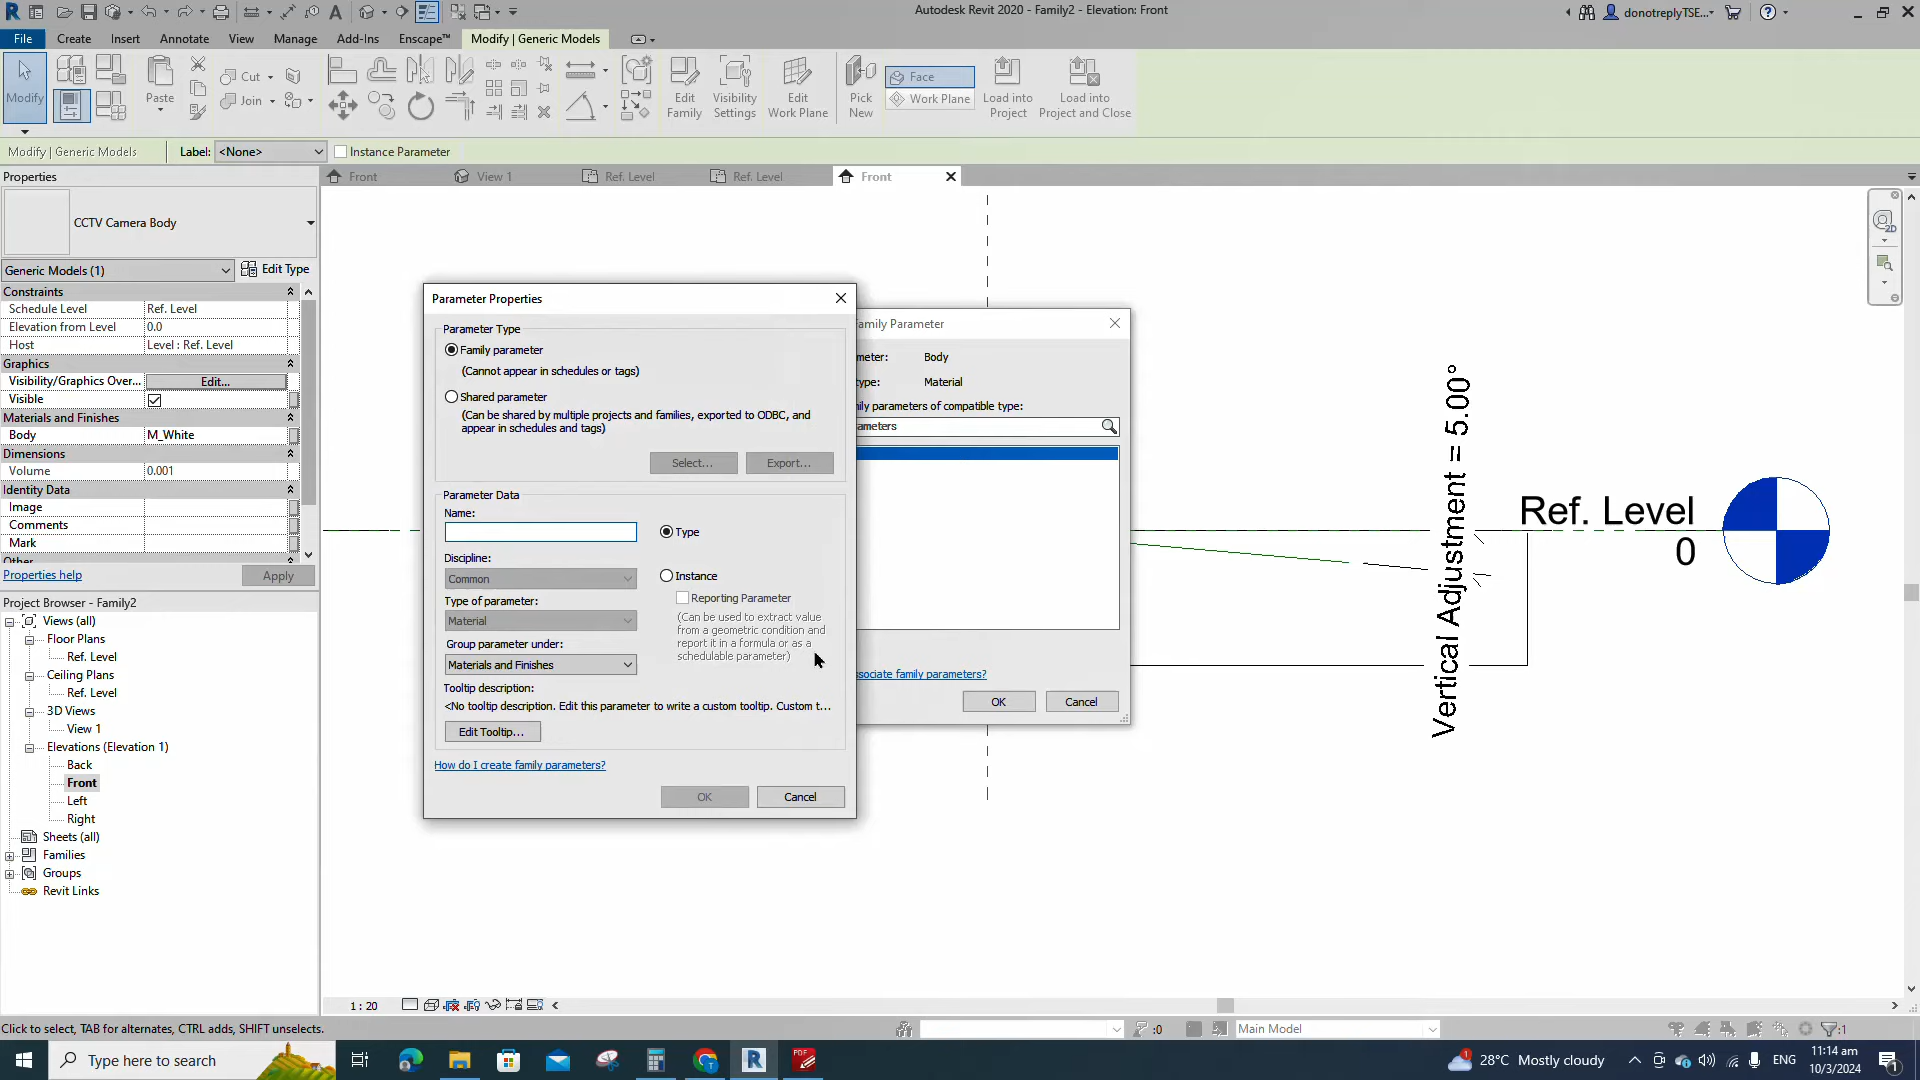 Autodesk Revit 2020 - Family2 - Elevation: Front
donotreplyTSE...
File Create Insert Annotate View Manage Add-Ins Enscape™ Modify | Generic Models
Modify
Paste
Cut
Join
Edit Family
Visibility Settings
Edit Work Plane
Pick New
Face
Work Plane
Load into Project
Load into Project and Close
Modify | Generic Models
Label: <None>
Instance Parameter
Properties
Front View 1 Ref. Level Ref. Level Front
CCTV Camera Body
Generic Models (1)
Edit Type
Constraints
Schedule Level Ref. Level
Elevation from Level 0.0
Host Level : Ref. Level
Graphics
Visibility/Graphics Over... Edit...
Visible
Materials and Finishes
Body M_White
Dimensions
Volume 0.001
Identity Data
Image
Comments
Mark
Other
Properties help Apply
Project Browser - Family2
Views (all)
Floor Plans
Ref. Level
Ceiling Plans
Ref. Level
3D Views
View 1
Elevations (Elevation 1)
Back
Front
Left
Right
Sheets (all)
Families
Groups
Revit Links
Parameter Properties
Parameter Type
Family parameter
(Cannot appear in schedules or tags)
Shared parameter
(Can be shared by multiple projects and families, exported to ODBC, and
appear in schedules and tags)
Select... Export...
Parameter Data
Name:
Type
Discipline:
Common
Instance
Type of parameter:
Reporting Parameter
Material
(Can be used to extract value
from a geometric condition and
report it in a formula or as a
schedulable parameter)
Group parameter under:
Materials and Finishes
Tooltip description:
<No tooltip description. Edit this parameter to write a custom tooltip. Custom t...
Edit Tooltip...
How do I create family parameters?
OK Cancel
amily Parameter
meter: Body
type: Material
ily parameters of compatible type:
ameters
ssociate family parameters?
OK Cancel
Vertical Adjustment = 5.00°
Ref. Level
0
1 : 20
Click to select, TAB for alternates, CTRL adds, SHIFT unselects.
:0
Main Model
:1
Type here to search
PDF
28°C Mostly cloudy
ENG
11:14 am
10/3/2024